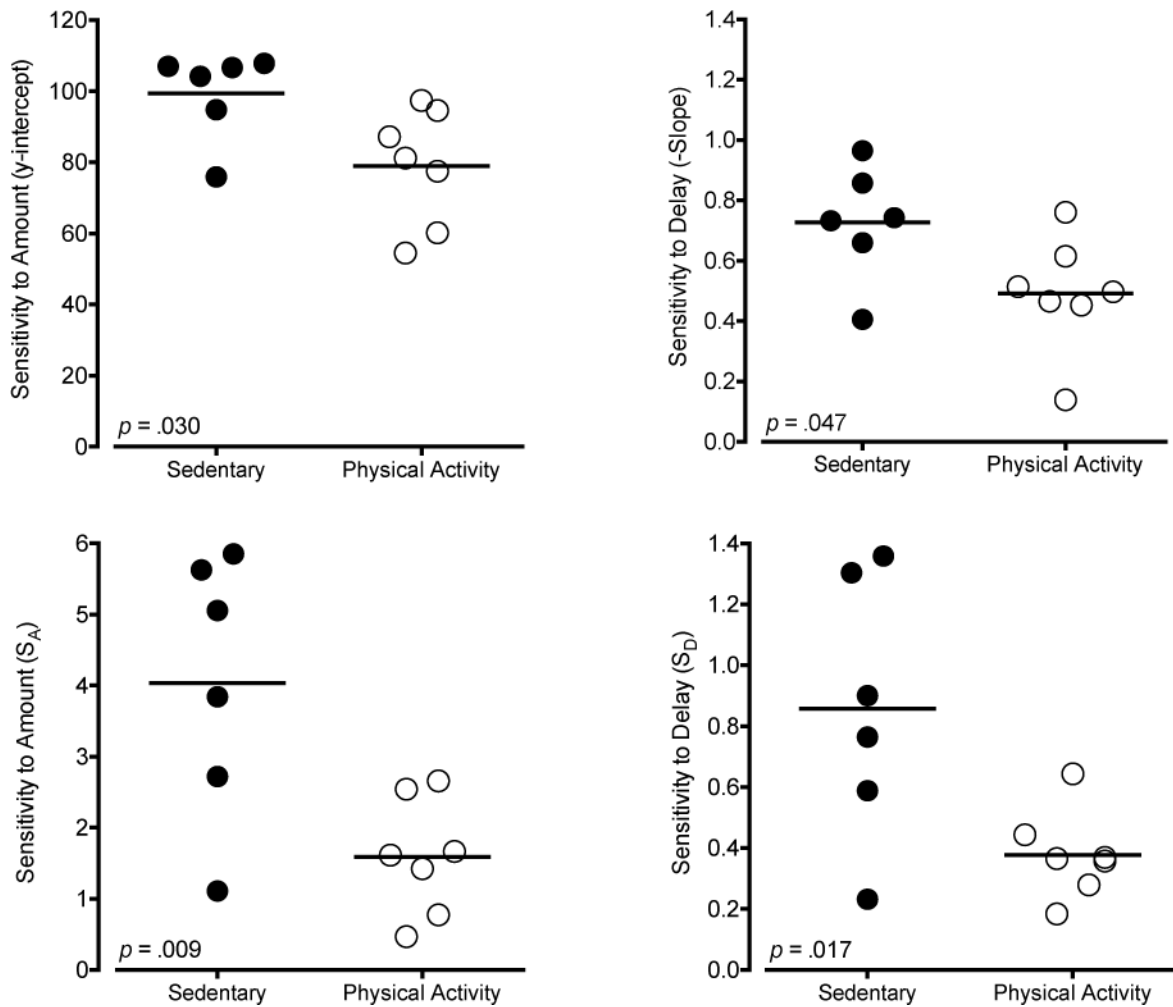 Sensitivity to Amount (y-intercept)
120
100
80
60
40
20
0
p = .030
Sedentary
Physical Activity
Sensitivity to Delay (-Slope)
1.4
1.2
1.0
0.8
0.6
0.4
0.2
0.0
p = .047
Sedentary
Physical Activity
Sensitivity to Amount (S_A)
6
5
4
3
2
1
0
p = .009
Sedentary
Physical Activity
Sensitivity to Delay (S_D)
1.4
1.2
1.0
0.8
0.6
0.4
0.2
0.0
p = .017
Sedentary
Physical Activity